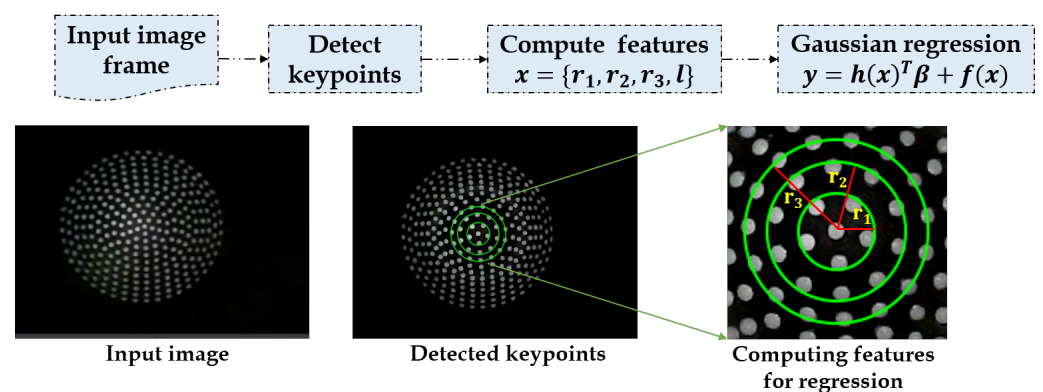 Input image
frame
Detect
keypoints
Compute features
x = {r₁, r₂, r₃, l}
Gaussian regression
y = h(x)ᵀβ + f(x)
r₂
r₃
r₁
Input image
Detected keypoints
Computing features
for regression